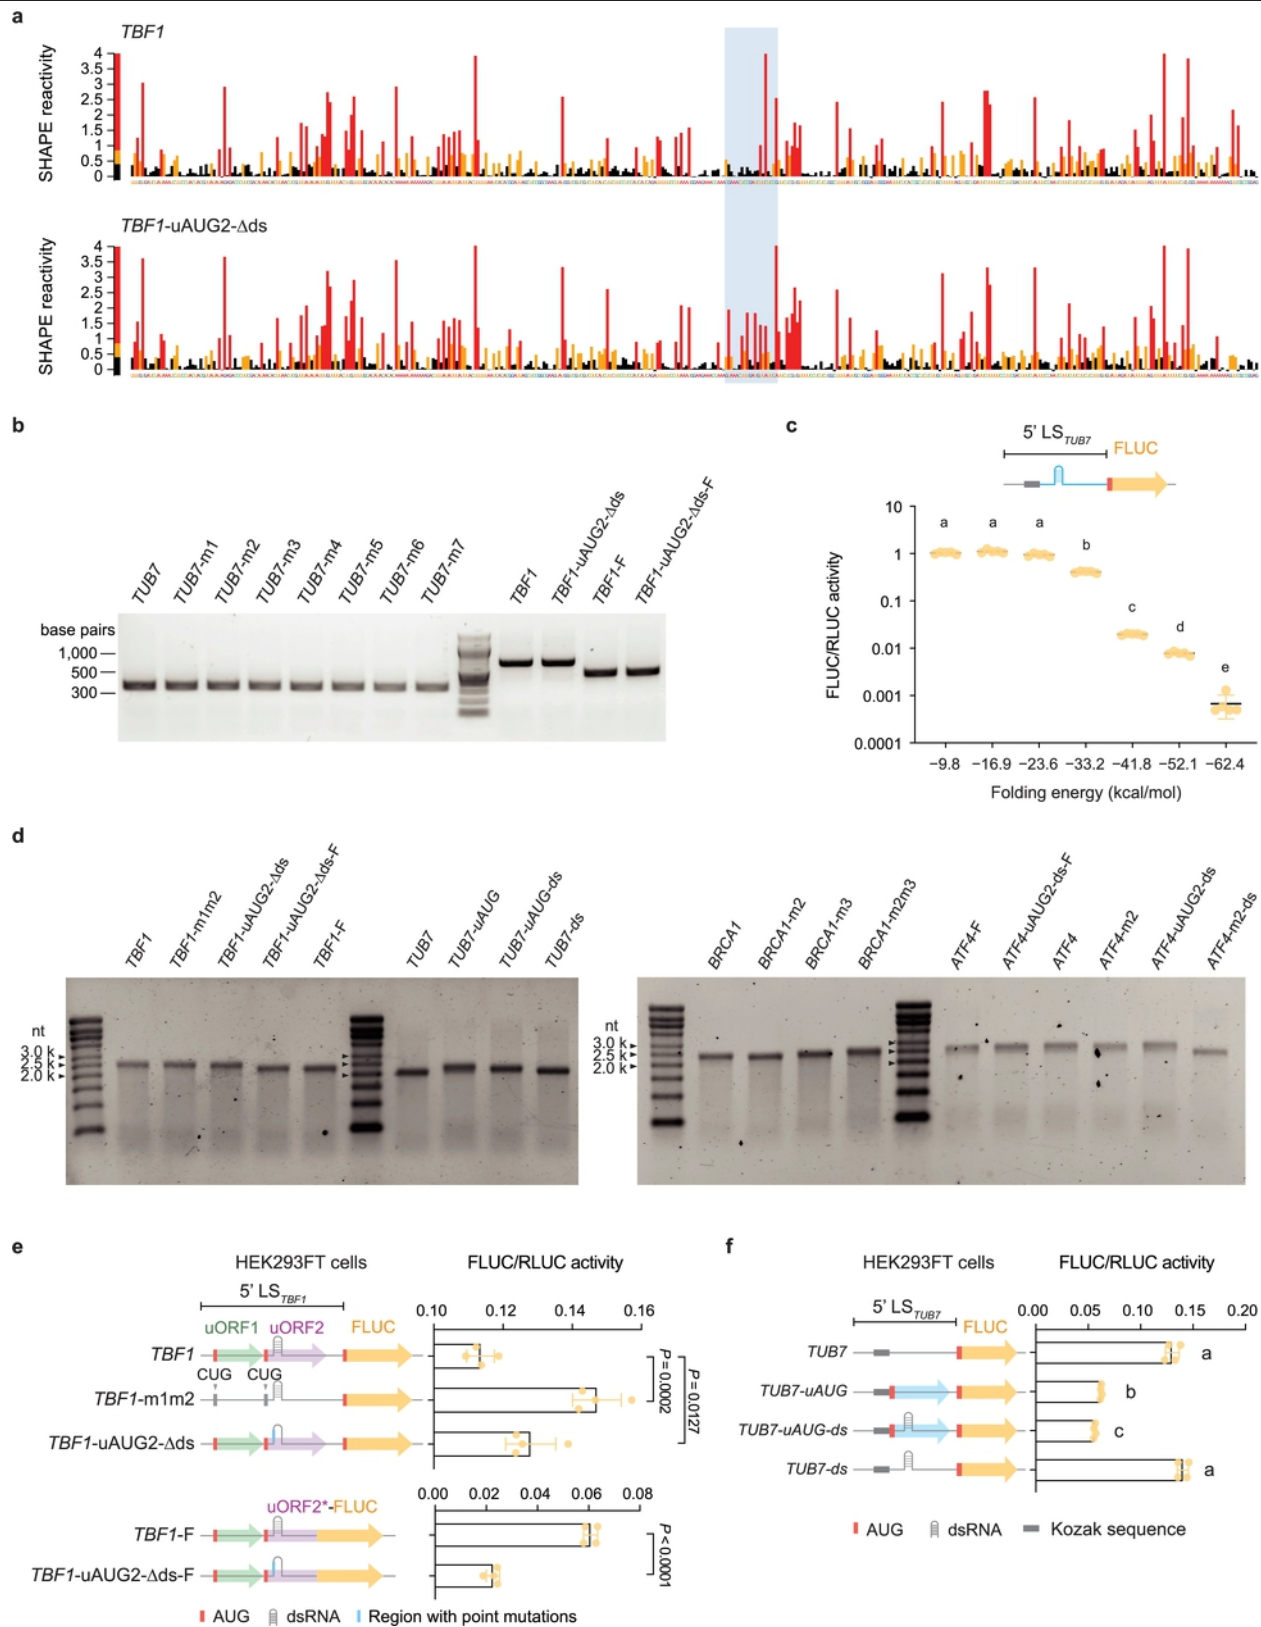 a
TBF1
SHAPE reactivity
4
3.5
3
2.5
2
1.5
1
0.5
0
TBF1-uAUG2-Δds
SHAPE reactivity
4
3.5
3
2.5
2
1.5
1
0.5
0
b
TUB7
TUB7-m1
TUB7-m2
TUB7-m3
TUB7-m4
TUB7-m5
TUB7-m6
TUB7-m7
TBF1
TBF1-uAUG2-Δds
TBF1-F
TBF1-uAUG2-Δds-F
base pairs
1,000
500
300
c
5' LS TUB7
FLUC
FLUC/RLUC activity
10
1
0.1
0.01
0.001
0.0001
a a a b c d e
−9.8 −16.9 −23.6 −33.2 −41.8 −52.1 −62.4
Folding energy (kcal/mol)
d
TBF1
TBF1-m1m2
TBF1-uAUG2-Δds
TBF1-uAUG2-Δds-F
TBF1-F
TUB7
TUB7-uAUG
TUB7-uAUG-ds
TUB7-ds
nt
3.0 k
2.5 k
2.0 k
BRCA1
BRCA1-m2
BRCA1-m3
BRCA1-m2m3
ATF4-F
ATF4-uAUG2-ds-F
ATF4
ATF4-m2
ATF4-uAUG2-ds
ATF4-m2-ds
nt
3.0 k
2.5 k
2.0 k
e
HEK293FT cells
FLUC/RLUC activity
5' LS TBF1
0.10 0.12 0.14 0.16
uORF1 uORF2 FLUC
TBF1
CUG CUG
TBF1-m1m2
TBF1-uAUG2-Δds
P = 0.0002
P = 0.0127
0.00 0.02 0.04 0.06 0.08
uORF2*-FLUC
TBF1-F
TBF1-uAUG2-Δds-F
P < 0.0001
AUG dsRNA Region with point mutations
f
HEK293FT cells
FLUC/RLUC activity
5' LS TUB7
0.00 0.05 0.10 0.15 0.20
FLUC
TUB7 a
TUB7-uAUG b
TUB7-uAUG-ds c
TUB7-ds a
AUG dsRNA Kozak sequence